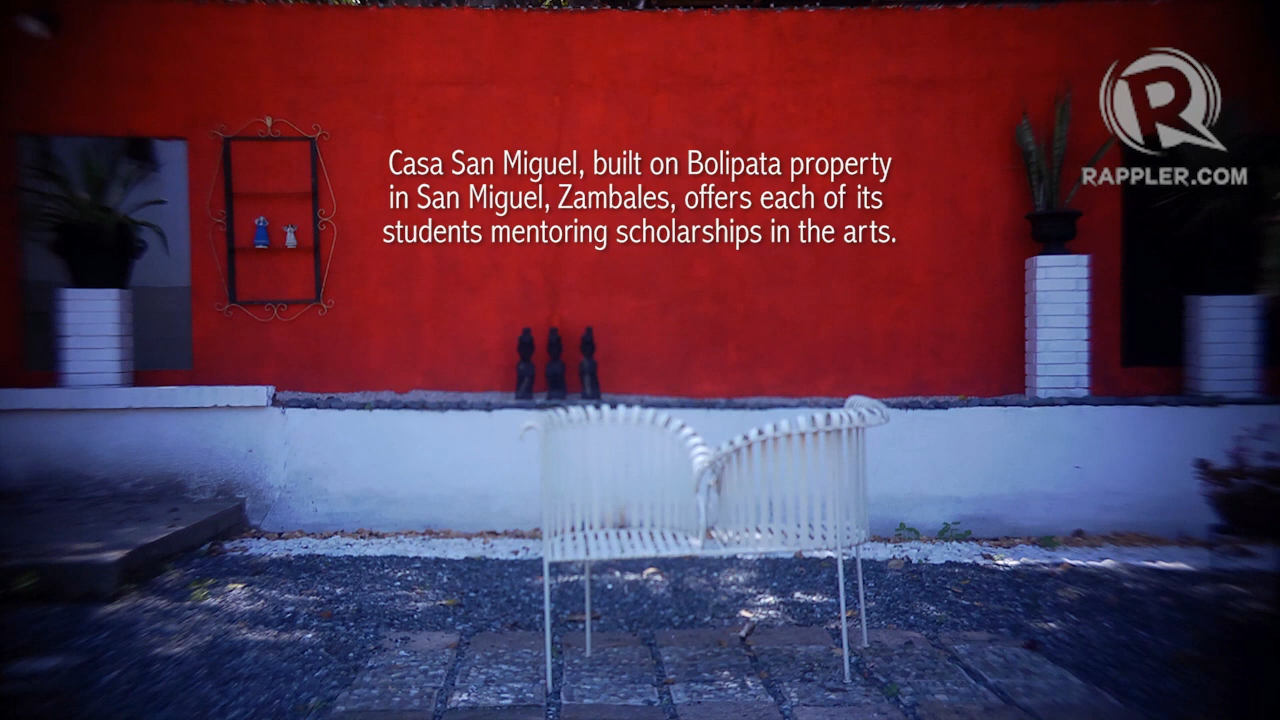 Casa San Miguel, built on Bolipata property
in San Miguel, Zambales, offers each of its
students mentoring scholarships in the arts.
R
RAPPLER.COM